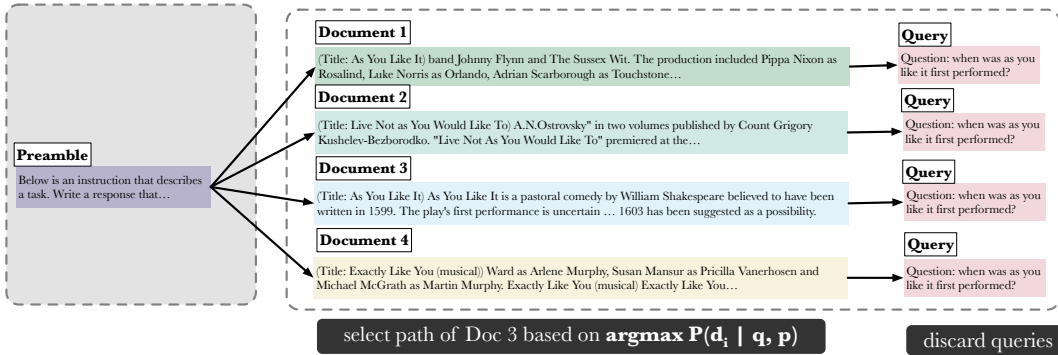 Document 1
(Title: As You Like It) band Johnny Flynn and The Sussex Wit. The production included Pippa Nixon as
Rosalind, Luke Norris as Orlando, Adrian Scarborough as Touchstone…
Query
Question: when was as you
like it first performed?
Document 2
(Title: Live Not as You Would Like To) A.N.Ostrovsky" in two volumes published by Count Grigory
Kushelev-Bezborodko. "Live Not As You Would Like To" premiered at the…
Query
Question: when was as you
like it first performed?
Preamble
Below is an instruction that describes
a task. Write a response that…
Document 3
(Title: As You Like It) As You Like It is a pastoral comedy by William Shakespeare believed to have been
written in 1599. The play's first performance is uncertain … 1603 has been suggested as a possibility.
Query
Question: when was as you
like it first performed?
Document 4
(Title: Exactly Like You (musical)) Ward as Arlene Murphy, Susan Mansur as Pricilla Vanerhosen and
Michael McGrath as Martin Murphy. Exactly Like You (musical) Exactly Like You…
Query
Question: when was as you
like it first performed?
select path of Doc 3 based on argmax P(dᵢ | q, p)
discard queries